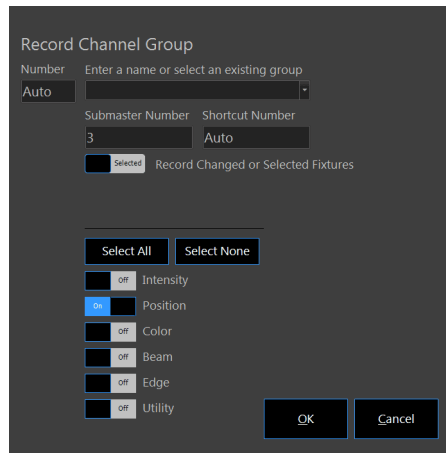 Record Channel Group
Number Enter a name or select an existing group
Auto
Submaster Number Shortcut Number
3 Auto
Selected Record Changed or Selected Fixtures
Select All Select None
Off Intensity
On Position
Off Color
Off Beam
Off Edge
Off Utility
OK Cancel